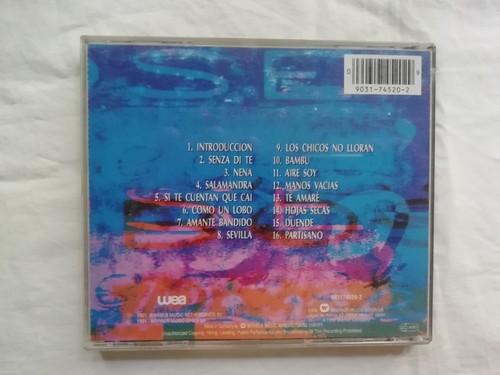 9031-74520-2
1. INTRODUCCION
2. SENZA DI TE
3. NENA
4. SALAMANDRA
5. SI TE CUENTAN QUE CAI
6. COMO UN LOBO
7. AMANTE BANDIDO
8. SEVILLA
9. LOS CHICOS NO LLORAN
10. BAMBU
11. AIRE SOY
12. MANOS VACIAS
13. TE AMARÉ
14. HOJAS SECAS
15. DUENDE
16. PARTISANO
wea